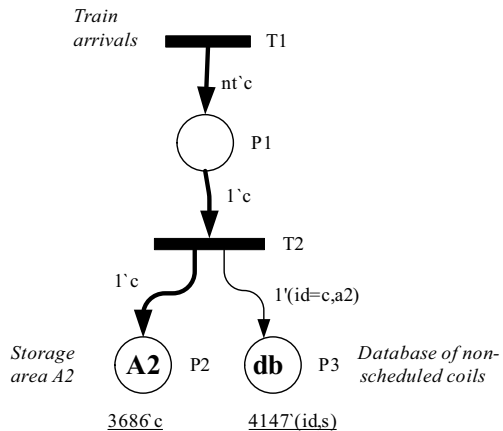 Train
arrivals
T1
nt`c
P1
1`c
T2
1`c
1'(id=c,a2)
Storage
area A2
A2
P2
db
P3
Database of non-
scheduled coils
3686`c
4147`(id,s)